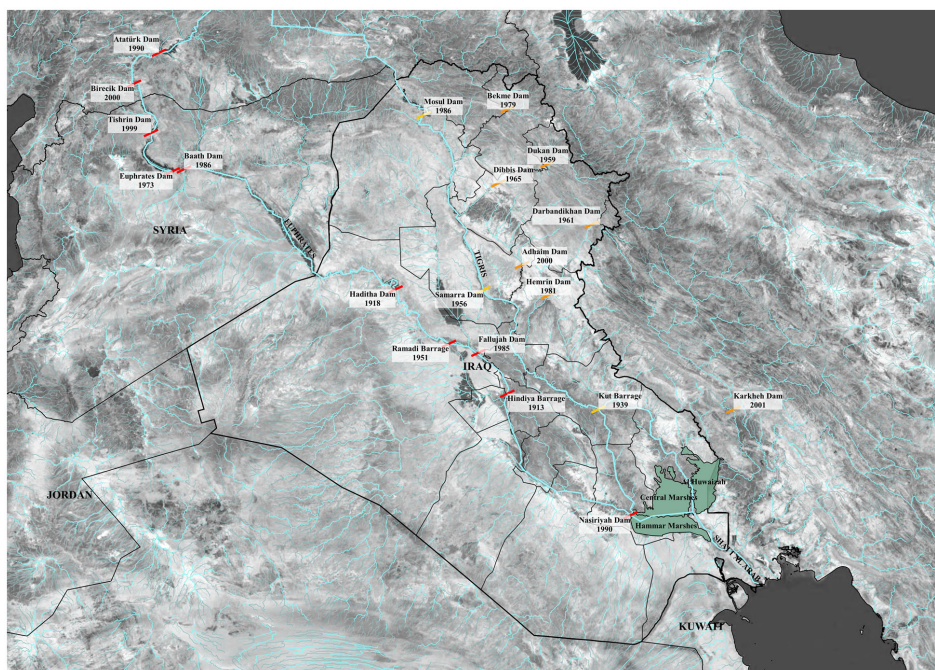 Atatürk Dam
1990
Birecik Dam
2000
Mosul Dam
1986
Bekme Dam
1979
Tishrin Dam
1999
Dukan Dam
1959
Baath Dam
1986
Euphrates Dam
1973
Dibbis Dam
1965
Darbandikhan Dam
1961
SYRIA
EUPHRAITS
TIGRIS
Adhaim Dam
2000
Hemrin Dam
1981
Haditha Dam
1918
Samarra Dam
1956
Ramadi Barrage
1951
Fallujah Dam
1985
IRAQ
Hindiya Barrage
1913
Kut Barrage
1939
Karkheh Dam
2001
JORDAN
Al Huwaizah
Central Marshes
Nasiriyah Dam
1990
Hammar Marshes
SHATT AL ARAB
KUWAIT